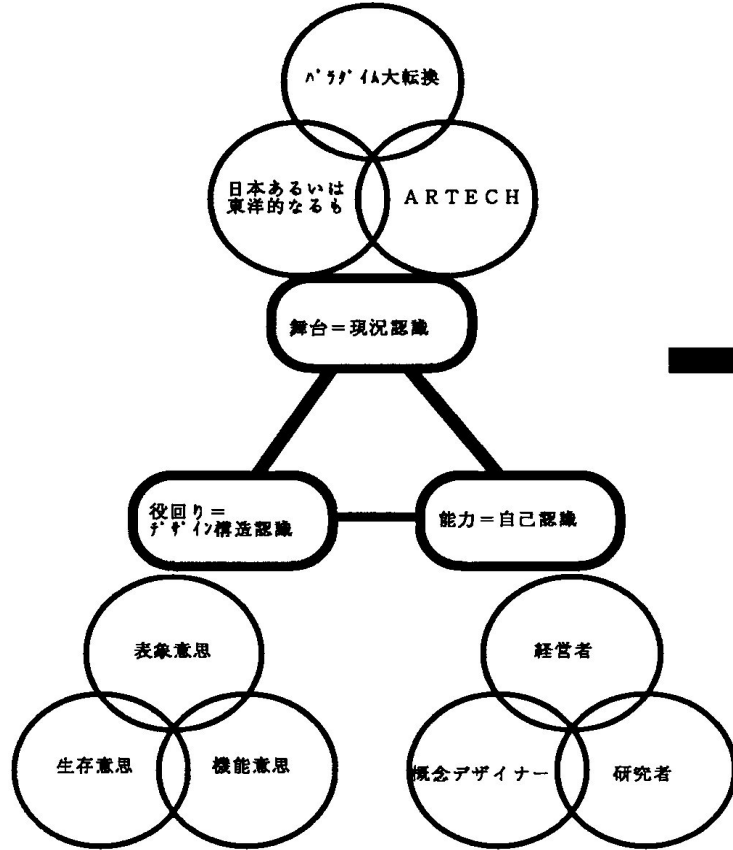 ﾊﾟﾗﾀﾞｲﾑ大転換
日本あるいは
東洋的なるも
ＡＲＴＥＣＨ
舞台＝現況認識
役回り＝
ﾃﾞｻﾞｲﾝ構造認識
能力＝自己認識
表象意思
生存意思
機能意思
経営者
概念デザイナー
研究者